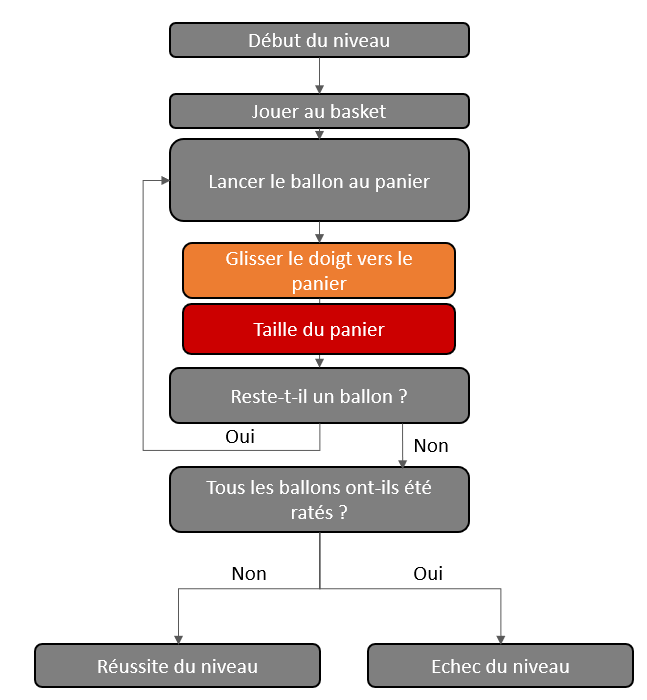 Début du niveau
Jouer au basket
Lancer le ballon au panier
Glisser le doigt vers le
panier
Taille du panier
Reste-t-il un ballon ?
Oui
Non
Tous les ballons ont-ils été
ratés ?
Non
Oui
Réussite du niveau
Echec du niveau